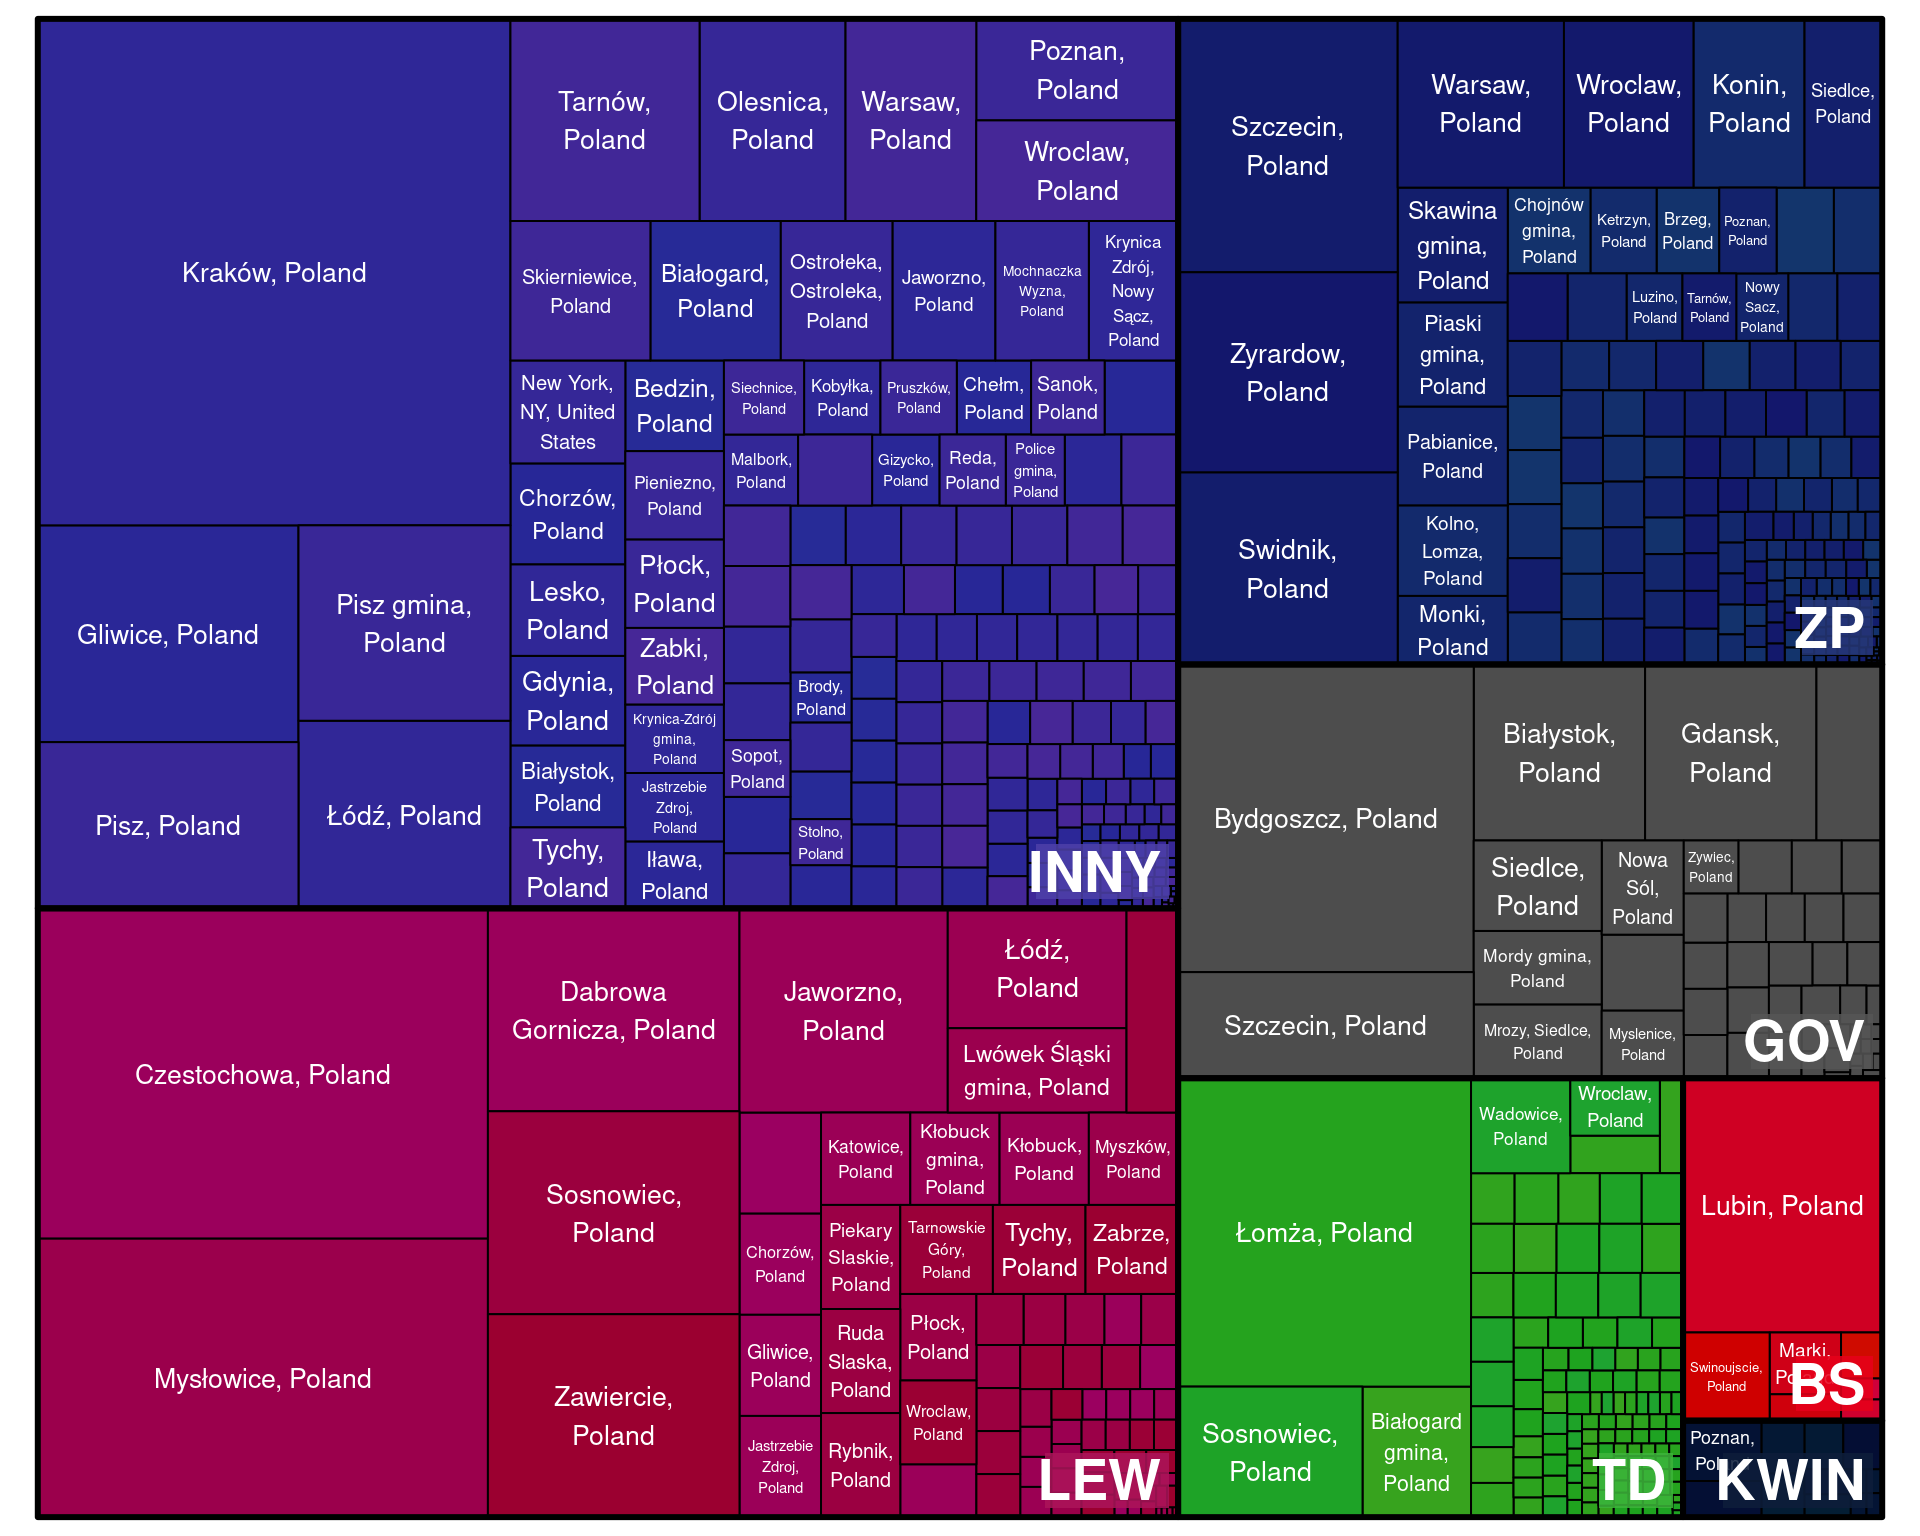 Kraków, Poland
Gliwice, Poland
Pisz gmina,
Poland
Pisz, Poland
Łódź, Poland
Tarnów,
Poland
Olesnica,
Poland
Warsaw,
Poland
Poznan,
Poland
Wroclaw,
Poland
Skierniewice,
Poland
Białogard,
Poland
Ostrołeka,
Ostroleka,
Poland
Jaworzno,
Poland
Mochnaczka
Wyzna,
Poland
Krynica
Zdrój,
Nowy
Sącz,
Poland
New York,
NY, United
States
Chorzów,
Poland
Lesko,
Poland
Gdynia,
Poland
Białystok,
Poland
Tychy,
Poland
Bedzin,
Poland
Pieniezno,
Poland
Płock,
Poland
Zabki,
Poland
Krynica-Zdrój
gmina,
Poland
Jastrzebie
Zdroj,
Poland
Iława,
Poland
Siechnice,
Poland
Kobyłka,
Poland
Pruszków,
Poland
Chełm,
Poland
Sanok,
Poland
Malbork,
Poland
Gizycko,
Poland
Reda,
Poland
Police
gmina,
Poland
Brody,
Poland
Sopot,
Poland
Stolno,
Poland
INNY
Szczecin,
Poland
Zyrardow,
Poland
Swidnik,
Poland
Warsaw,
Poland
Wroclaw,
Poland
Konin,
Poland
Siedlce,
Poland
Skawina
gmina,
Poland
Piaski
gmina,
Poland
Pabianice,
Poland
Kolno,
Lomza,
Poland
Monki,
Poland
Chojnów
gmina,
Poland
Ketrzyn,
Poland
Brzeg,
Poland
Poznan,
Poland
Luzino,
Poland
Tarnów,
Poland
Nowy
Sacz,
Poland
ZP
Bydgoszcz, Poland
Szczecin, Poland
Białystok,
Poland
Gdansk,
Poland
Siedlce,
Poland
Nowa
Sól,
Poland
Zywiec,
Poland
Mordy gmina,
Poland
Mrozy, Siedlce,
Poland
Myslenice,
Poland
GOV
Czestochowa, Poland
Mysłowice, Poland
Dabrowa
Gornicza, Poland
Sosnowiec,
Poland
Zawiercie,
Poland
Jaworzno,
Poland
Łódź,
Poland
Lwówek Śląski
gmina, Poland
Katowice,
Poland
Kłobuck
gmina,
Poland
Kłobuck,
Poland
Myszków,
Poland
Chorzów,
Poland
Gliwice,
Poland
Jastrzebie
Zdroj,
Poland
Piekary
Slaskie,
Poland
Ruda
Slaska,
Poland
Rybnik,
Poland
Tarnowskie
Góry,
Poland
Tychy,
Poland
Zabrze,
Poland
Płock,
Poland
Wroclaw,
Poland
LEW
Łomża, Poland
Sosnowiec,
Poland
Białogard
gmina,
Poland
Wadowice,
Poland
Wroclaw,
Poland
TD
Lubin, Poland
Swinoujscie,
Poland
Marki,
BS
Poznan,
KWIN